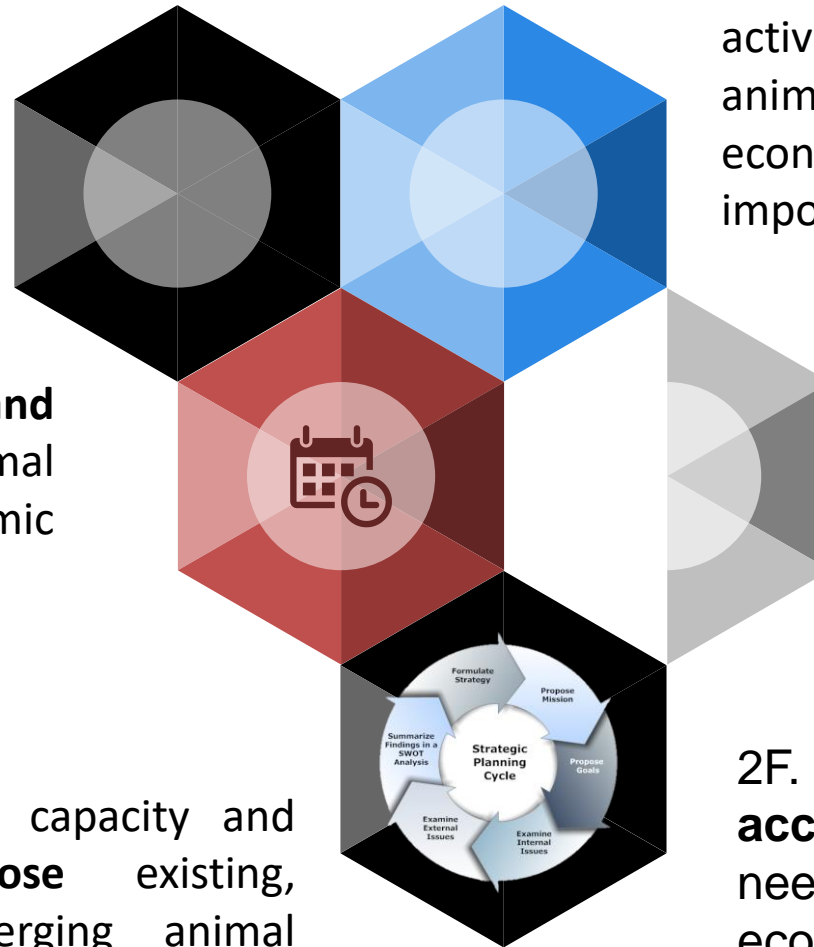 activ
anim
econ
impo
and
mal
mic
Formulate
Strategy
Propose
Mission
Summarize
Findings in a
SWOT
Analysis
Strategic
Planning
Cycle
Propose
Goals
Examine
External
Issues
Examine
Internal
Issues
capacity and
ose existing,
erging animal
2F.
acc
nee
eco